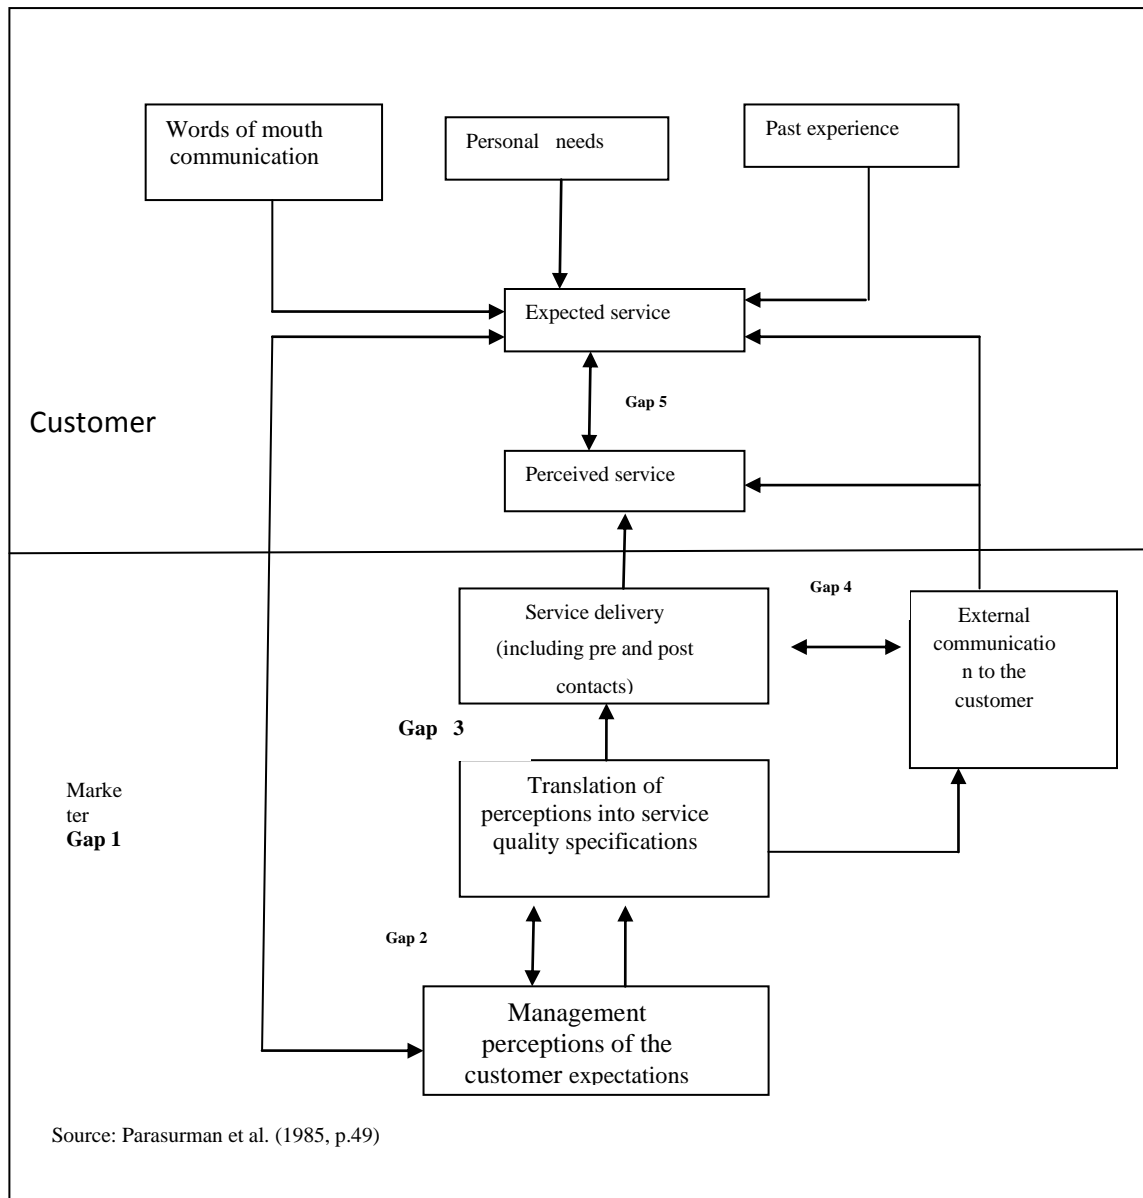 Words of mouth
communication
Personal needs
Past experience
Expected service
Gap 5
Customer
Perceived service
Gap 4
Service delivery
(including pre and post
contacts)
External
communicatio
n to the
customer
Gap 3
Translation of
perceptions into service
quality specifications
Marke
ter
Gap 1
Gap 2
Management
perceptions of the
customer expectations
Source: Parasurman et al. (1985, p.49)